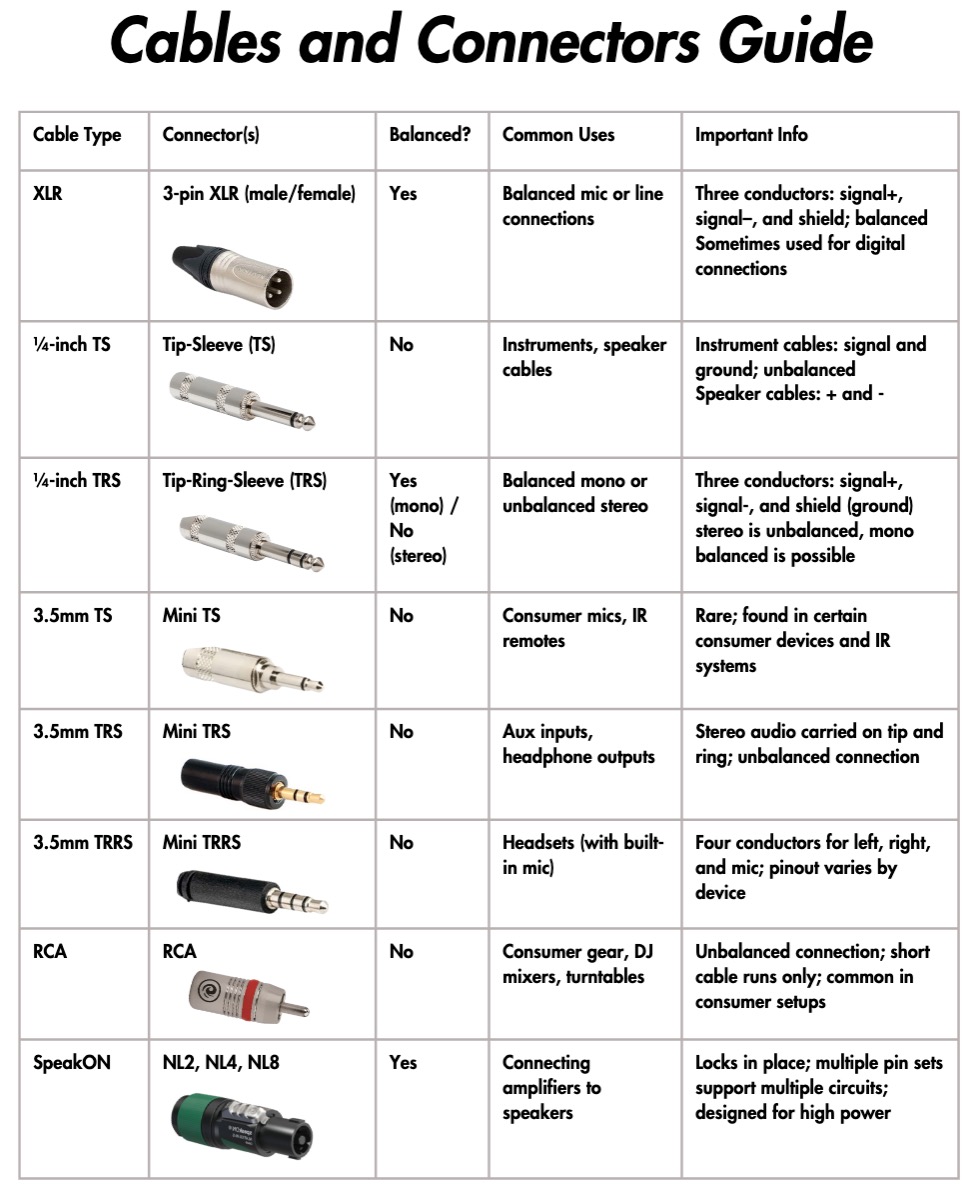 Cables and Connectors Guide
Cable Type
Connector(s)
Balanced?
Common Uses
Important Info
XLR
3-pin XLR (male/female)
Yes
Balanced mic or line
connections
Three conductors: signal+,
signal–, and shield; balanced
Sometimes used for digital
connections
¼-inch TS
Tip-Sleeve (TS)
No
Instruments, speaker
cables
Instrument cables: signal and
ground; unbalanced
Speaker cables: + and -
¼-inch TRS
Tip-Ring-Sleeve (TRS)
Yes
(mono) /
No
(stereo)
Balanced mono or
unbalanced stereo
Three conductors: signal+,
signal-, and shield (ground)
stereo is unbalanced, mono
balanced is possible
3.5mm TS
Mini TS
No
Consumer mics, IR
remotes
Rare; found in certain
consumer devices and IR
systems
3.5mm TRS
Mini TRS
No
Aux inputs,
headphone outputs
Stereo audio carried on tip and
ring; unbalanced connection
3.5mm TRRS
Mini TRRS
No
Headsets (with built-
in mic)
Four conductors for left, right,
and mic; pinout varies by
device
RCA
RCA
No
Consumer gear, DJ
mixers, turntables
Unbalanced connection; short
cable runs only; common in
consumer setups
SpeakON
NL2, NL4, NL8
Yes
Connecting
amplifiers to
speakers
Locks in place; multiple pin sets
support multiple circuits;
designed for high power